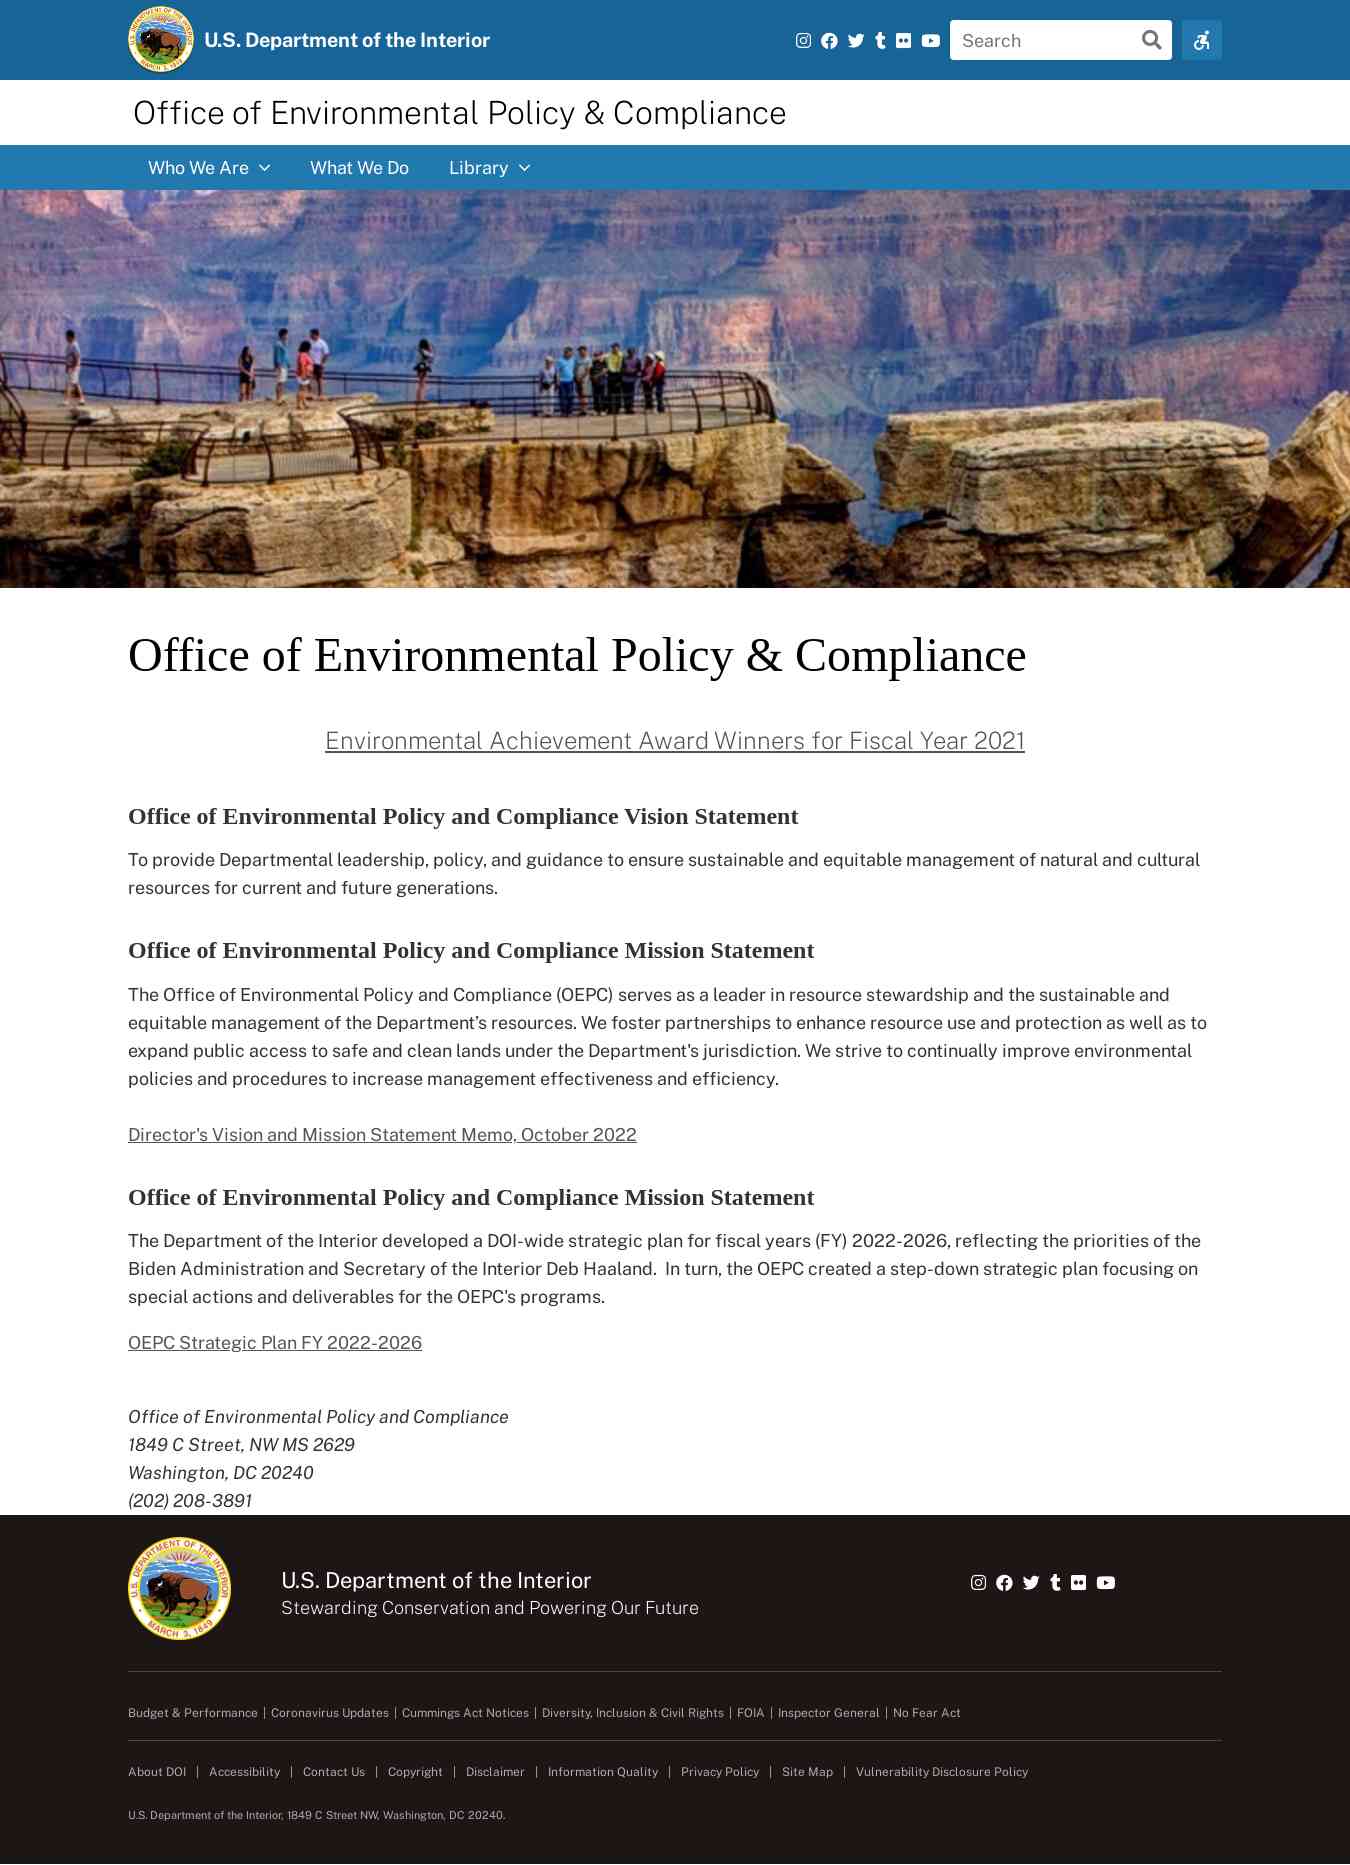 U.S. Department of the Interior
Search
Office of Environmental Policy & Compliance
Who We Are
What We Do
Library
Office of Environmental Policy & Compliance
Environmental Achievement Award Winners for Fiscal Year 2021
Office of Environmental Policy and Compliance Vision Statement
To provide Departmental leadership, policy, and guidance to ensure sustainable and equitable management of natural and cultural
resources for current and future generations.
Office of Environmental Policy and Compliance Mission Statement
The Office of Environmental Policy and Compliance (OEPC) serves as a leader in resource stewardship and the sustainable and
equitable management of the Department’s resources. We foster partnerships to enhance resource use and protection as well as to
expand public access to safe and clean lands under the Department's jurisdiction. We strive to continually improve environmental
policies and procedures to increase management effectiveness and efficiency.
Director's Vision and Mission Statement Memo, October 2022
Office of Environmental Policy and Compliance Mission Statement
The Department of the Interior developed a DOI-wide strategic plan for fiscal years (FY) 2022-2026, reflecting the priorities of the
Biden Administration and Secretary of the Interior Deb Haaland.  In turn, the OEPC created a step-down strategic plan focusing on
special actions and deliverables for the OEPC's programs.
OEPC Strategic Plan FY 2022-2026
Office of Environmental Policy and Compliance
1849 C Street, NW MS 2629
Washington, DC 20240
(202) 208-3891
U.S. DEPARTMENT OF THE INTERIOR
MARCH 3, 1849
U.S. Department of the Interior
Stewarding Conservation and Powering Our Future
Budget & Performance | Coronavirus Updates | Cummings Act Notices | Diversity, Inclusion & Civil Rights | FOIA | Inspector General | No Fear Act
About DOI | Accessibility | Contact Us | Copyright | Disclaimer | Information Quality | Privacy Policy | Site Map | Vulnerability Disclosure Policy
U.S. Department of the Interior, 1849 C Street NW, Washington, DC 20240.